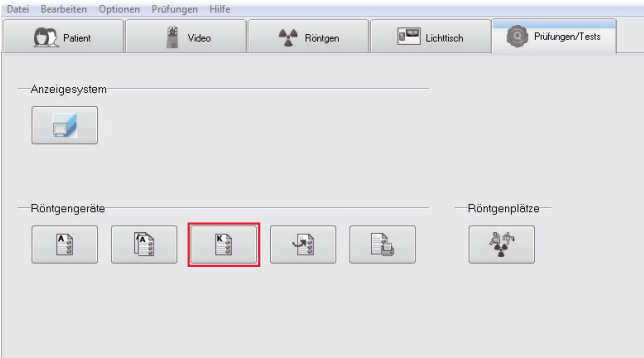 Datei Bearbeiten Optionen Prüfungen Hilfe
Patient Video Röntgen Lichttisch Prüfungen/Tests
Anzeigesystem
Röntgengeräte Röntgenplätze
A A K